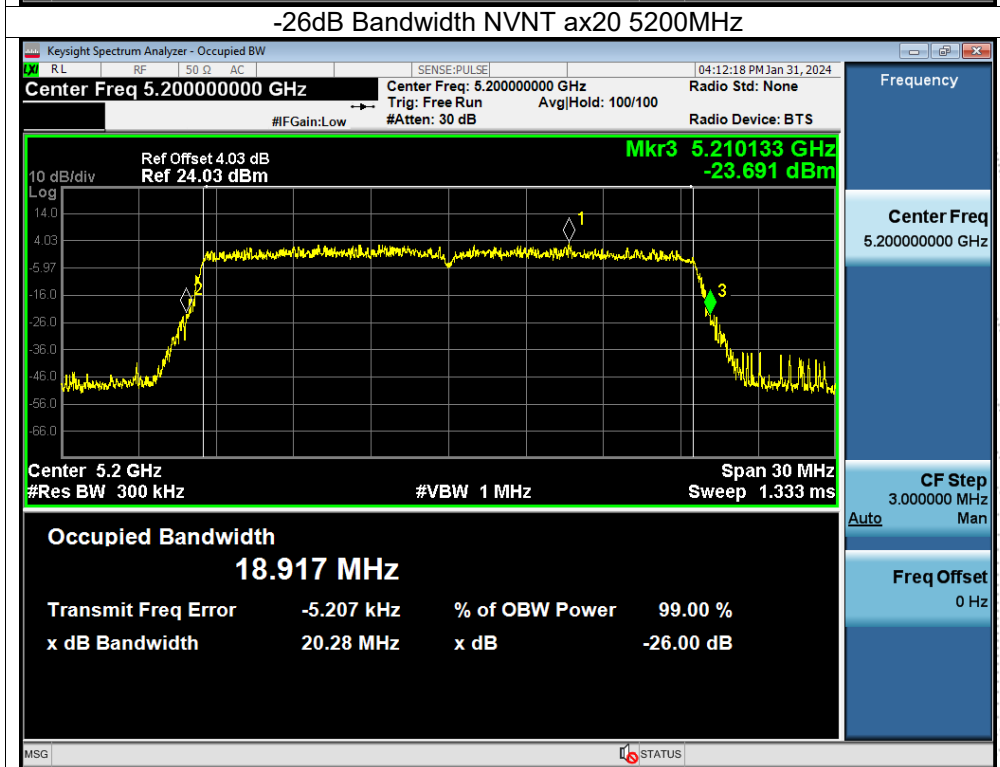 -26dB Bandwidth NVNT ax20 5200MHz
Keysight Spectrum Analyzer - Occupied BW
LXI RL RF 50 Ω AC SENSE:PULSE 04:12:18 PM Jan 31, 2024
Center Freq 5.200000000 GHz Center Freq: 5.200000000 GHz Radio Std: None
Trig: Free Run Avg|Hold: 100/100
#IFGain:Low #Atten: 30 dB Radio Device: BTS
Mkr3 5.210133 GHz
-23.691 dBm
Ref Offset 4.03 dB
10 dB/div Ref 24.03 dBm
Log
14.0
4.03
-5.97
-16.0
-26.0
-36.0
-46.0
-56.0
-66.0
1
2
3
Center 5.2 GHz Span 30 MHz
#Res BW 300 kHz #VBW 1 MHz Sweep 1.333 ms
Occupied Bandwidth
18.917 MHz
Transmit Freq Error -5.207 kHz % of OBW Power 99.00 %
x dB Bandwidth 20.28 MHz x dB -26.00 dB
Frequency
Center Freq
5.200000000 GHz
CF Step
3.000000 MHz
Auto Man
Freq Offset
0 Hz
MSG STATUS